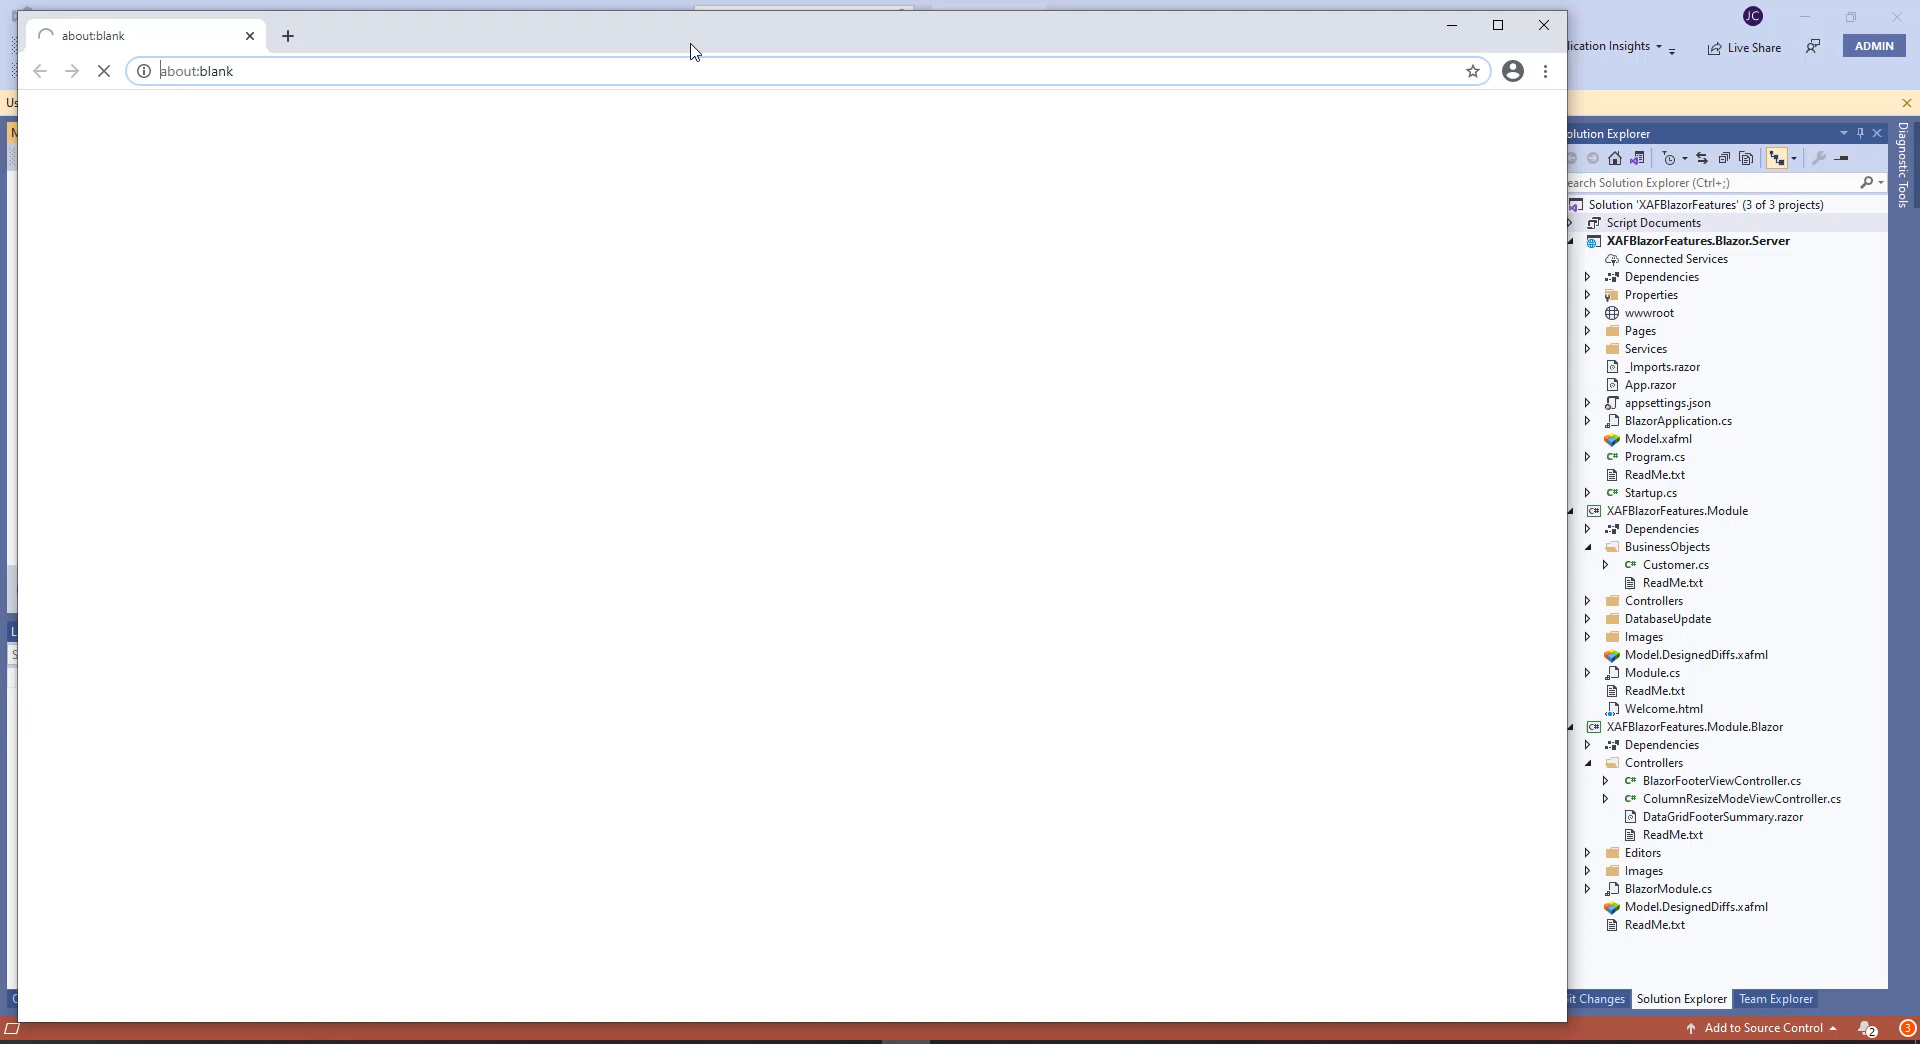 about:blank
about:blank
JC
lication Insights
Live Share
ADMIN
Us
M
olution Explorer
earch Solution Explorer (Ctrl+;)
Diagnostic Tools
Solution 'XAFBlazorFeatures' (3 of 3 projects)
Script Documents
XAFBlazorFeatures.Blazor.Server
Connected Services
Dependencies
Properties
wwwroot
Pages
Services
_Imports.razor
App.razor
appsettings.json
BlazorApplication.cs
Model.xafml
C# Program.cs
ReadMe.txt
C# Startup.cs
C# XAFBlazorFeatures.Module
Dependencies
BusinessObjects
C# Customer.cs
ReadMe.txt
Controllers
DatabaseUpdate
Images
Model.DesignedDiffs.xafml
Module.cs
ReadMe.txt
Welcome.html
C# XAFBlazorFeatures.Module.Blazor
Dependencies
Controllers
C# BlazorFooterViewController.cs
C# ColumnResizeModeViewController.cs
DataGridFooterSummary.razor
ReadMe.txt
Editors
Images
BlazorModule.cs
Model.DesignedDiffs.xafml
ReadMe.txt
it Changes
Solution Explorer
Team Explorer
Add to Source Control
2
3